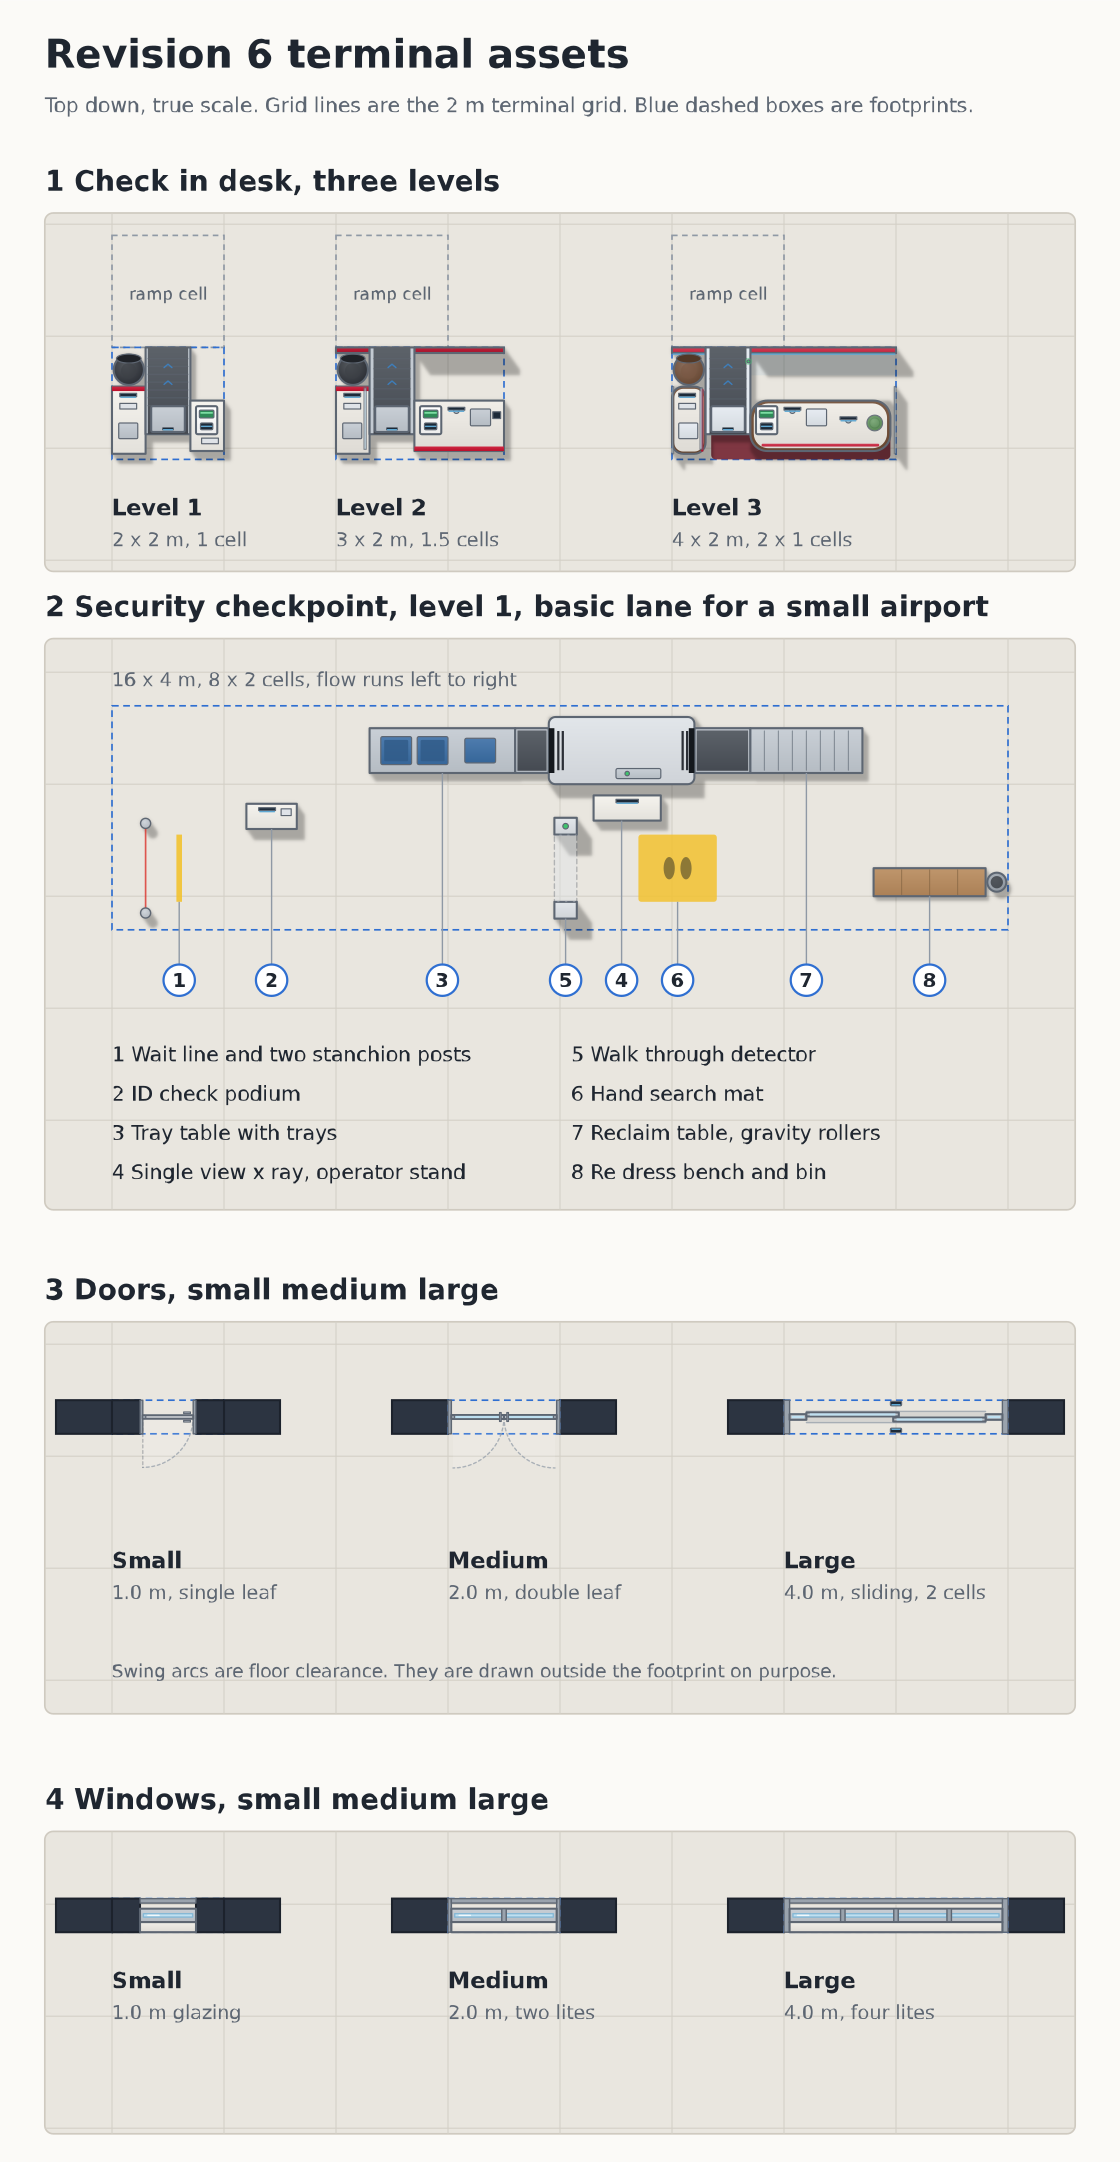 Revision 6 terminal assets
Top down, true scale. Grid lines are the 2 m terminal grid. Blue dashed boxes are footprints.
1 Check in desk, three levels
ramp cell
ramp cell
ramp cell
Level 1
2 x 2 m, 1 cell
Level 2
3 x 2 m, 1.5 cells
Level 3
4 x 2 m, 2 x 1 cells
2 Security checkpoint, level 1, basic lane for a small airport
16 x 4 m, 8 x 2 cells, flow runs left to right
1
2
3
5
4
6
7
8
1 Wait line and two stanchion posts
2 ID check podium
3 Tray table with trays
4 Single view x ray, operator stand
5 Walk through detector
6 Hand search mat
7 Reclaim table, gravity rollers
8 Re dress bench and bin
3 Doors, small medium large
Small
1.0 m, single leaf
Medium
2.0 m, double leaf
Large
4.0 m, sliding, 2 cells
Swing arcs are floor clearance. They are drawn outside the footprint on purpose.
4 Windows, small medium large
Small
1.0 m glazing
Medium
2.0 m, two lites
Large
4.0 m, four lites